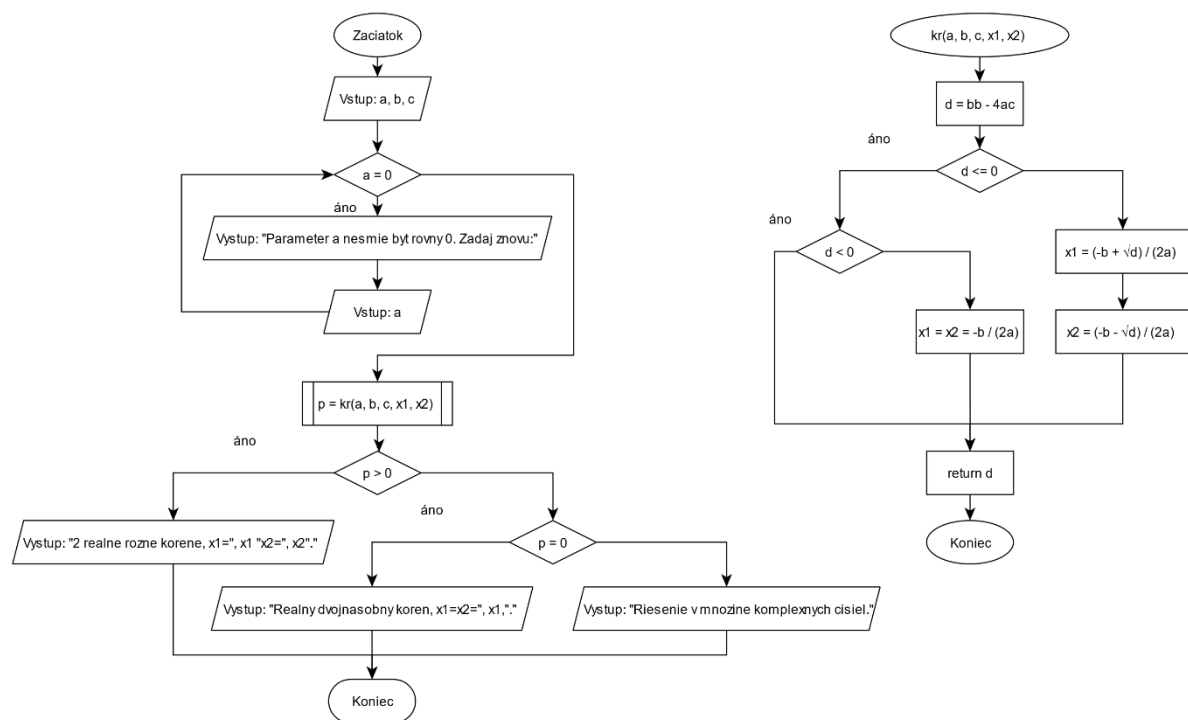 Zaciatok
Vstup: a, b, c
a = 0
áno
Vystup: "Parameter a nesmie byt rovny 0. Zadaj znovu:"
Vstup: a
p = kr(a, b, c, x1, x2)
áno
p > 0
Vystup: "2 realne rozne korene, x1=", x1 "x2=", x2"."
áno
p = 0
Vystup: "Realny dvojnasobny koren, x1=x2=", x1,"."
Vystup: "Riesenie v mnozine komplexnych cisiel."
Koniec
kr(a, b, c, x1, x2)
d = bb - 4ac
áno
d <= 0
áno
d < 0
x1 = x2 = -b / (2a)
x1 = (-b + √d) / (2a)
x2 = (-b - √d) / (2a)
return d
Koniec